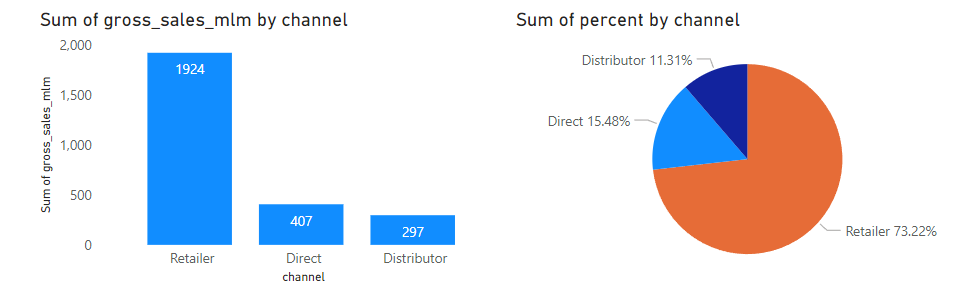 Sum of gross_sales_mlm by channel
Sum of gross_sales_mlm
2,000
1,500
1,000
500
0
1924
407
297
Retailer
Direct
Distributor
channel
Sum of percent by channel
Distributor 11.31%
Direct 15.48%
Retailer 73.22%